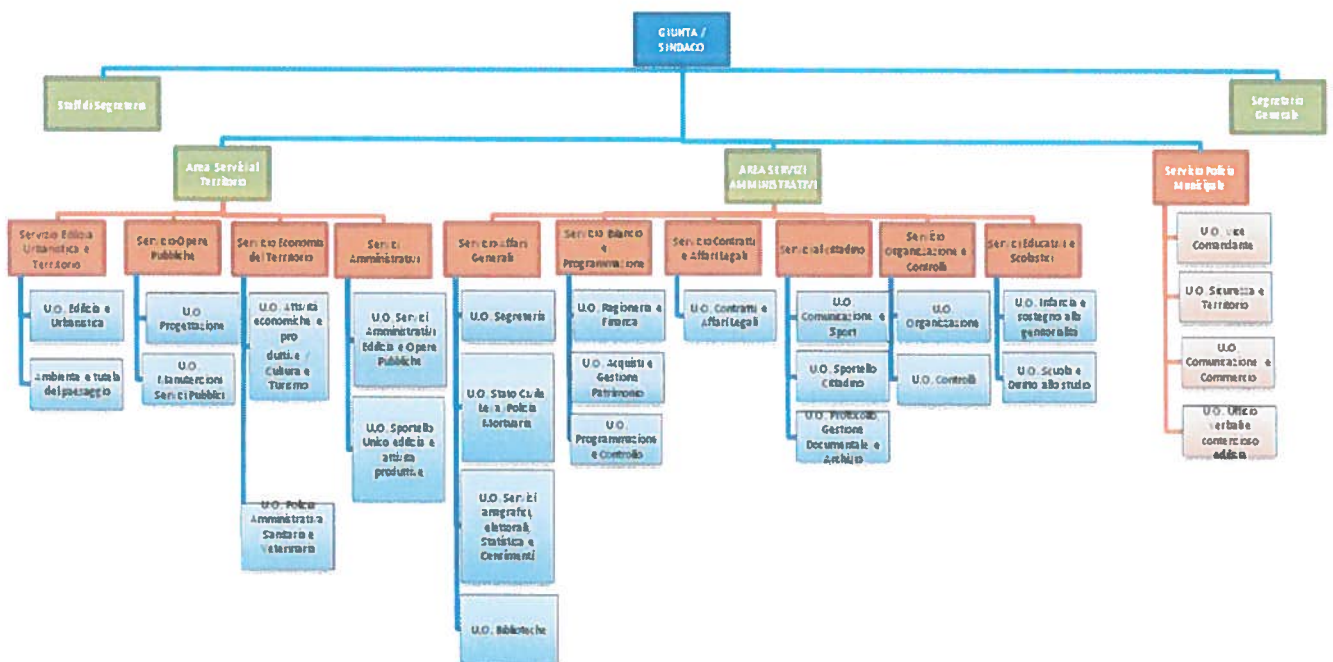 GIUNTA /
SINDACO
Staff di Segreteria
Segretario
Generale
Area Servizi al
Territorio
AREA SERVIZI
AMMINISTRATIVI
Servizio Polizia
Municipale
Servizio Edilizia
Urbanistica e
Territorio
Servizio Opere
Pubbliche
Servizio Economia
del Territorio
Servizi
Amministrativi
Servizio Affari
Generali
Servizio Bilancio
e
Programmazione
Servizio Contratti
e Affari Legali
Servizi al cittadino
Servizio
Organizzazione e
Controlli
Servizi Educativi e
Scolastici
U.O. Edilizia e
Urbanistica
Ambiente e tutela
del paesaggio
U.O.
Progettazione
U.O.
Manutenzioni
Servizi Pubblici
U.O. Attività
economiche e
pro
duttive /
Cultura e
Turismo
U.O. Polizia
Amministrativa
Sanitaria e
Veterinaria
U.O. Servizi
Amministrativi
Edilizia e Opere
Pubbliche
U.O. Sportello
Unico edilizia e
attività
produttive
U.O. Segreteria
U.O. Stato Civile
Leva Polizia
Mortuaria
U.O. Servizi
anagrafici,
elettorali,
Statistica e
Censimenti
U.O. Biblioteche
U.O. Ragioneria e
Finanza
U.O. Acquisti e
Gestione
Patrimonio
U.O.
Programmazione
e Controllo
U.O. Contratti e
Affari Legali
U.O.
Comunicazione e
Sport
U.O. Sportello
Cittadino
U.O. Protocollo,
Gestione
Documentale e
Archivio
U.O.
Organizzazione
U.O. Controlli
U.O. Infanzia e
sostegno alla
genitorialità
U.O. Scuola e
Diritto allo studio
U.O. Vice
Comandante
U.O. Sicurezza e
Territorio
U.O.
Comunicazione e
Commercio
U.O. Ufficio
Verbali e
contenzioso
edilizia